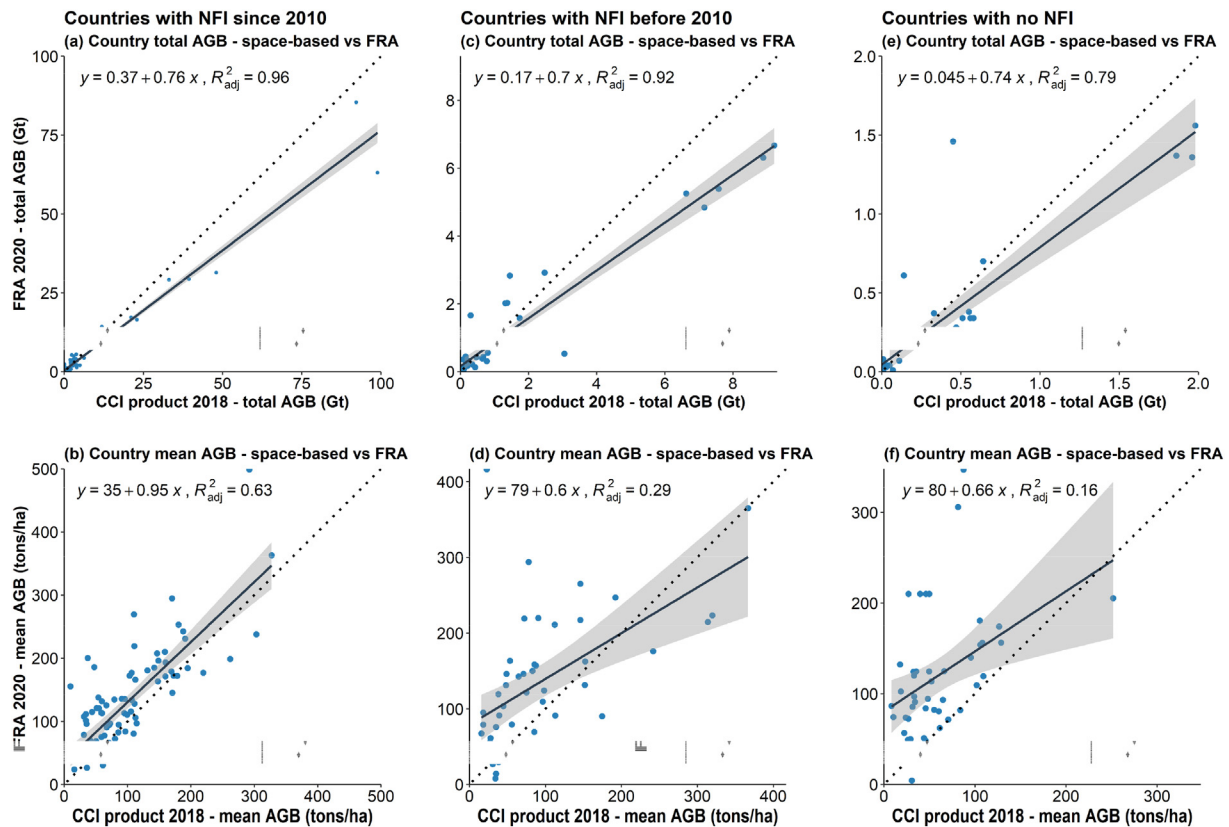 Countries with NFI since 2010
(a) Country total AGB - space-based vs FRA
y = 0.37 + 0.76 x , R²adj = 0.96
100
75
50
25
0
FRA 2020 - total AGB (Gt)
0 25 50 75 100
CCI product 2018 - total AGB (Gt)
Countries with NFI before 2010
(c) Country total AGB - space-based vs FRA
y = 0.17 + 0.7 x , R²adj = 0.92
8
6
4
2
0
0 2 4 6 8
CCI product 2018 - total AGB (Gt)
Countries with no NFI
(e) Country total AGB - space-based vs FRA
y = 0.045 + 0.74 x , R²adj = 0.79
2.0
1.5
1.0
0.5
0.0
0.0 0.5 1.0 1.5 2.0
CCI product 2018 - total AGB (Gt)
(b) Country mean AGB - space-based vs FRA
y = 35 + 0.95 x , R²adj = 0.63
500
400
300
200
100
0
FRA 2020 - mean AGB (tons/ha)
0 100 200 300 400 500
CCI product 2018 - mean AGB (tons/ha)
(d) Country mean AGB - space-based vs FRA
y = 79 + 0.6 x , R²adj = 0.29
400
300
200
100
0
0 100 200 300 400
CCI product 2018 - mean AGB (tons/ha)
(f) Country mean AGB - space-based vs FRA
y = 80 + 0.66 x , R²adj = 0.16
300
200
100
0
0 100 200 300
CCI product 2018 - mean AGB (tons/ha)